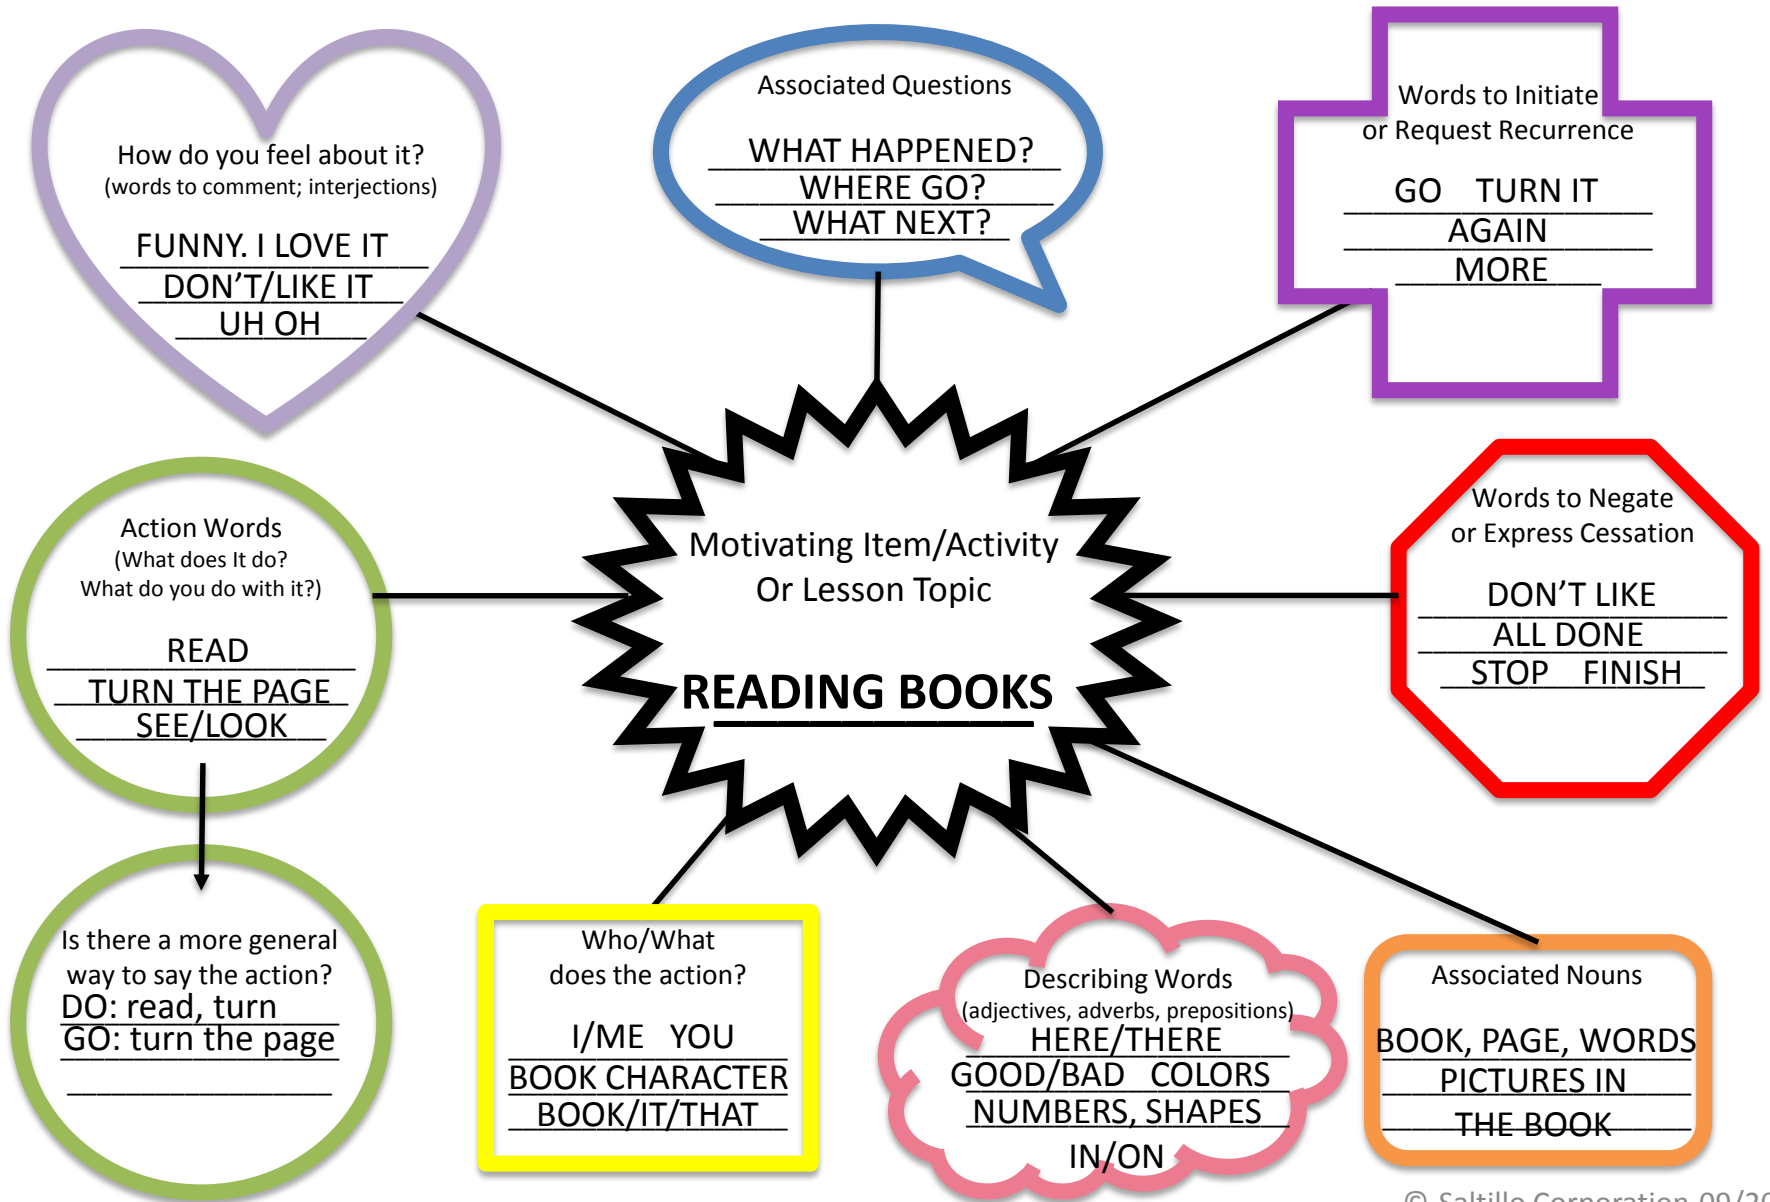 How do you feel about it?
(words to comment; interjections)
FUNNY. I LOVE IT
DON’T/LIKE IT
UH OH
Associated Questions
WHAT HAPPENED?
WHERE GO?
WHAT NEXT?
Words to Initiate
or Request Recurrence
GO TURN IT
AGAIN
MORE
Action Words
(What does It do?
What do you do with it?)
READ
TURN THE PAGE
SEE/LOOK
Motivating Item/Activity
Or Lesson Topic
READING BOOKS
Words to Negate
or Express Cessation
DON’T LIKE
ALL DONE
STOP FINISH
Is there a more general
way to say the action?
DO: read, turn
GO: turn the page
Who/What
does the action?
I/ME YOU
BOOK CHARACTER
BOOK/IT/THAT
Describing Words
(adjectives, adverbs, prepositions)
HERE/THERE
GOOD/BAD COLORS
NUMBERS, SHAPES
IN/ON
Associated Nouns
BOOK, PAGE, WORDS
PICTURES IN
THE BOOK
© Saltillo Corporation